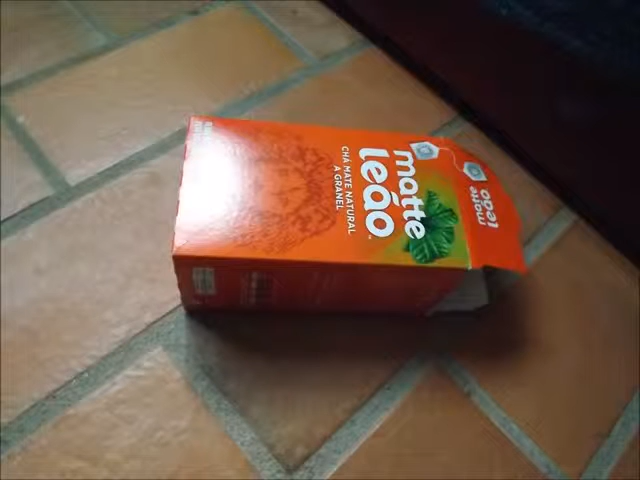 matte
leão
CHÁ MATE NATURAL
A GRANEL
matte
leão